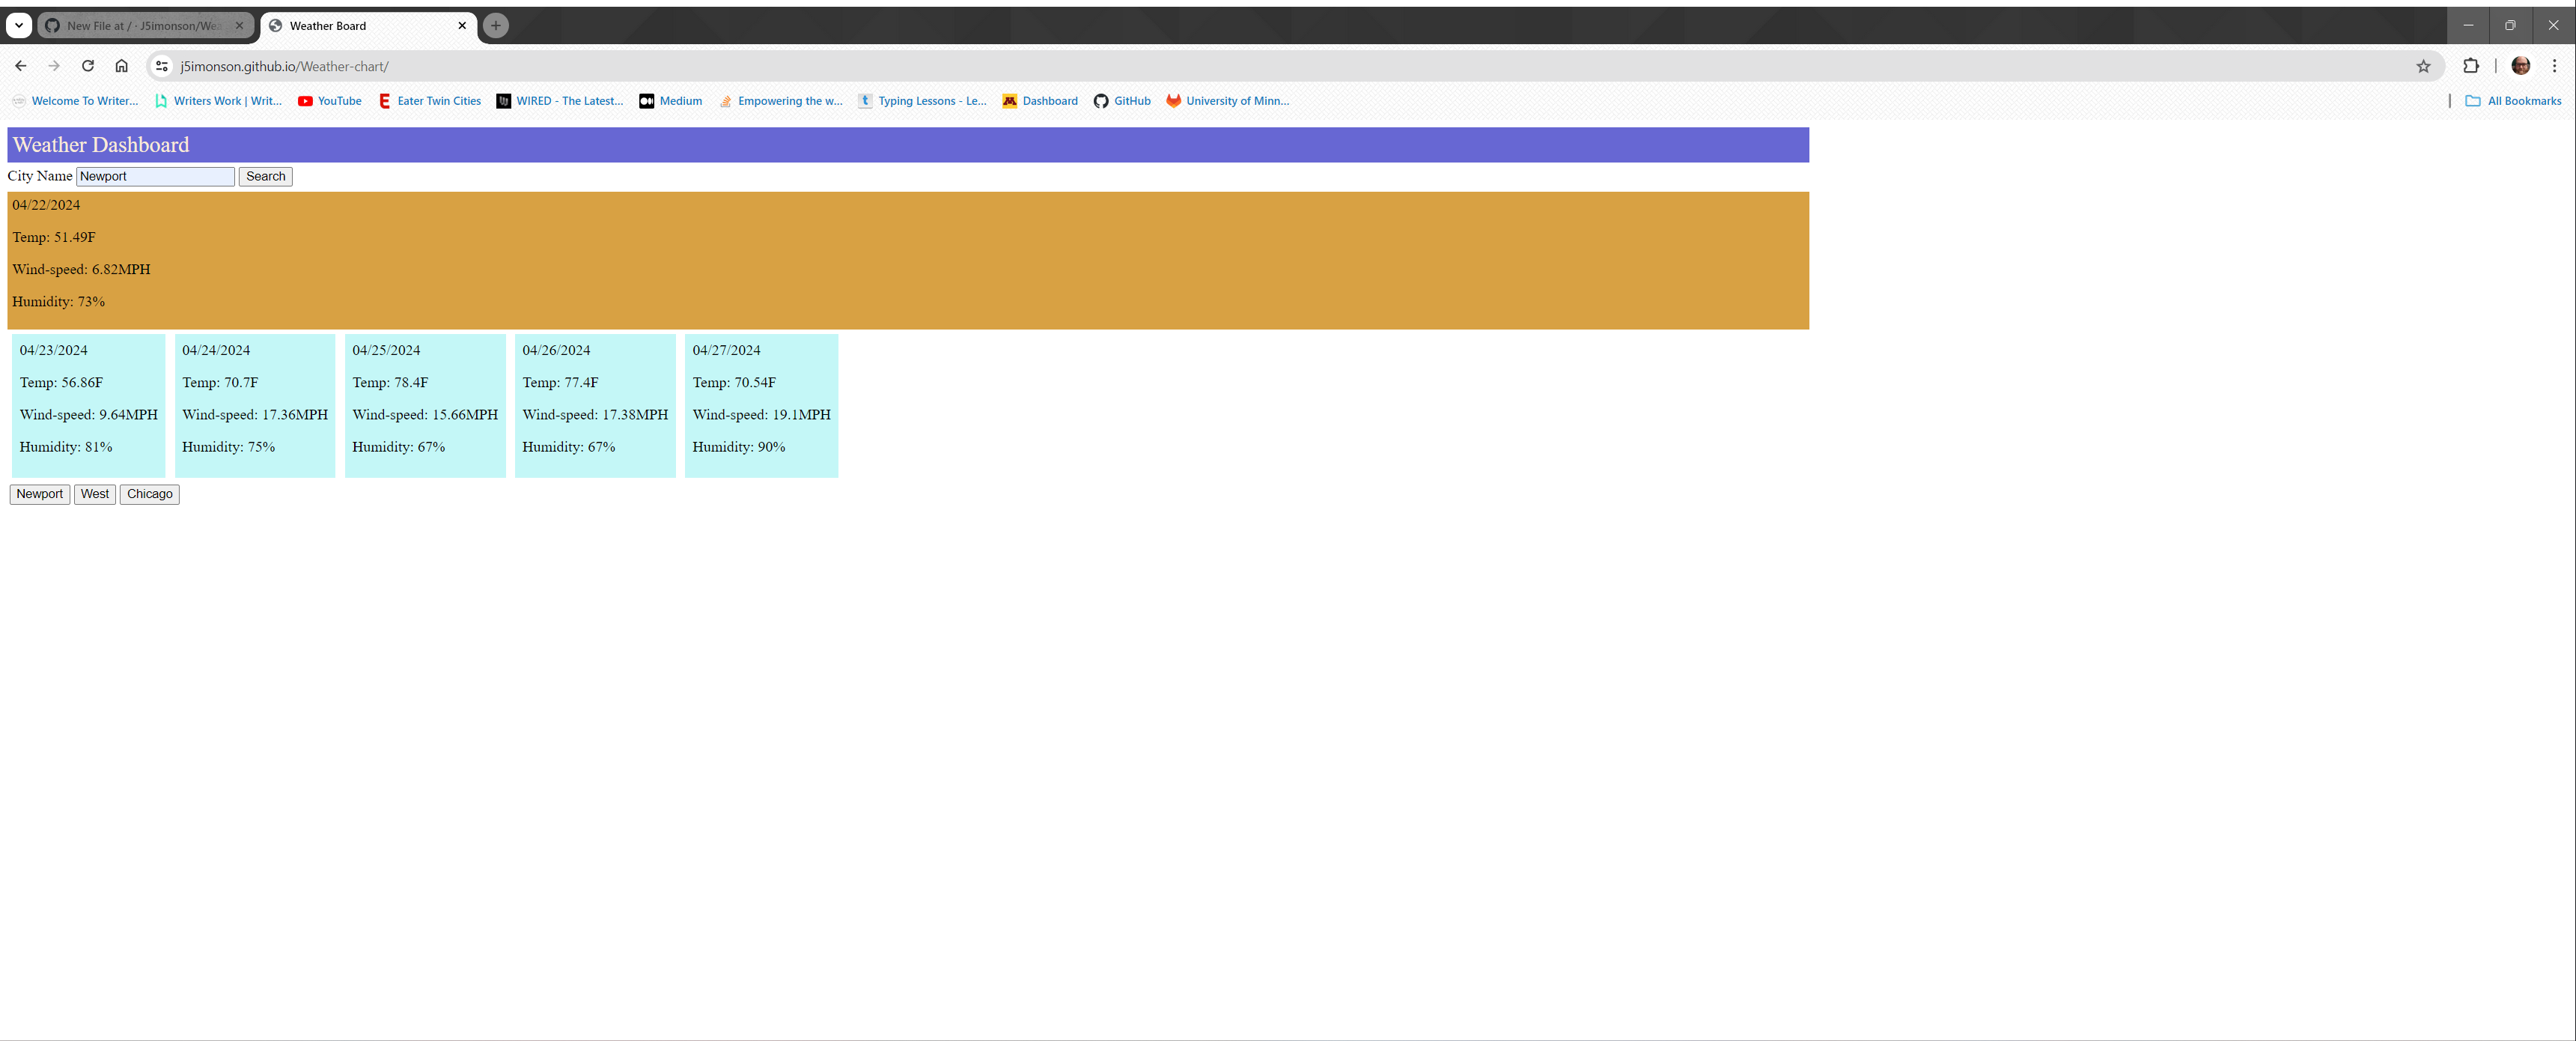 New File at / · J5imonson/Wea
Weather Board
j5imonson.github.io/Weather-chart/
Welcome To Writer... Writers Work | Writ... YouTube Eater Twin Cities WIRED - The Latest... Medium Empowering the w... Typing Lessons - Le... Dashboard GitHub University of Minn... All Bookmarks
Weather Dashboard
City Name Newport Search
04/22/2024
Temp: 51.49F
Wind-speed: 6.82MPH
Humidity: 73%
04/23/2024
Temp: 56.86F
Wind-speed: 9.64MPH
Humidity: 81%
04/24/2024
Temp: 70.7F
Wind-speed: 17.36MPH
Humidity: 75%
04/25/2024
Temp: 78.4F
Wind-speed: 15.66MPH
Humidity: 67%
04/26/2024
Temp: 77.4F
Wind-speed: 17.38MPH
Humidity: 67%
04/27/2024
Temp: 70.54F
Wind-speed: 19.1MPH
Humidity: 90%
Newport West Chicago